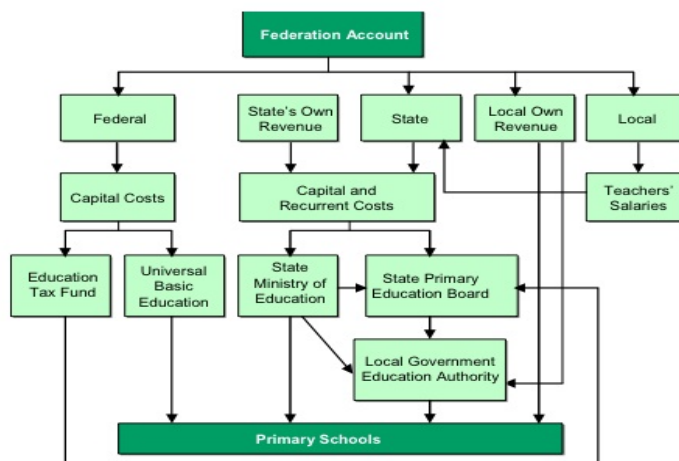 Federation Account
Federal
State's Own
Revenue
State
Local Own
Revenue
Local
Capital Costs
Capital and
Recurrent Costs
Teachers'
Salaries
Education
Tax Fund
Universal
Basic
Education
State
Ministry of
Education
State Primary
Education Board
Local Government
Education Authority
Primary Schools